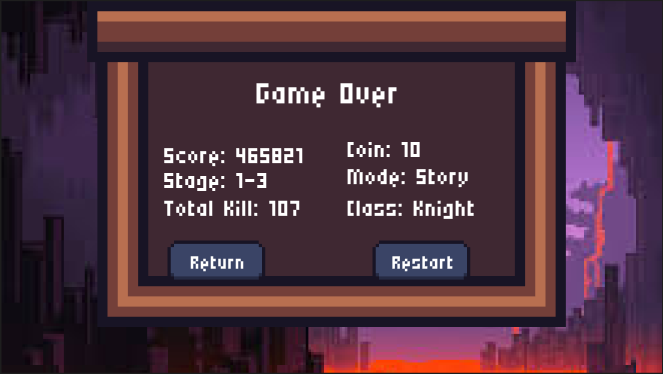 Game Over
Score: 465821
Coin: 10
Stage: 1-3
Mode: Story
Total Kill: 107
Class: Knight
Return
Restart